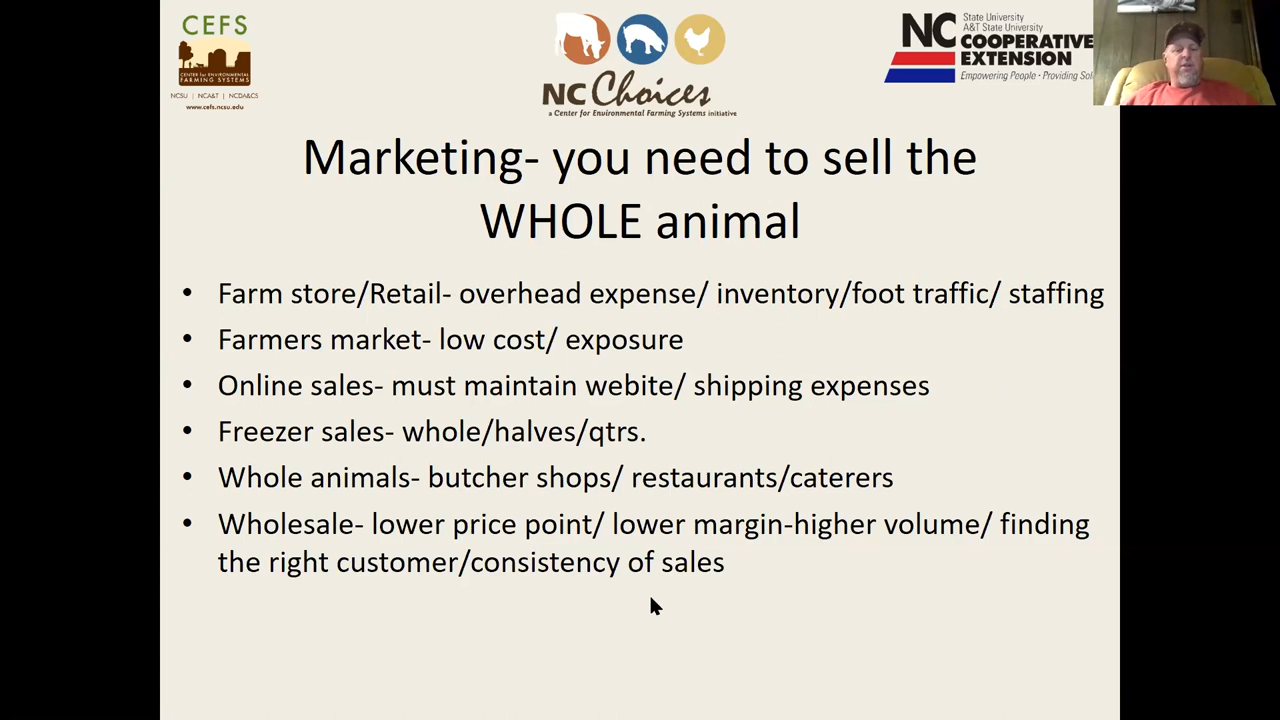 CEFS
CENTER for ENVIRONMENTAL
FARMING SYSTEMS
NCSU | NCA&T | NCDA&CS
www.cefs.ncsu.edu
NC Choices
a Center for Environmental Farming Systems initiative
State University
A&T State University
NC COOPERATIVE
EXTENSION
Empowering People • Providing Sol
Marketing- you need to sell the
WHOLE animal
• Farm store/Retail- overhead expense/ inventory/foot traffic/ staffing
• Farmers market- low cost/ exposure
• Online sales- must maintain webite/ shipping expenses
• Freezer sales- whole/halves/qtrs.
• Whole animals- butcher shops/ restaurants/caterers
• Wholesale- lower price point/ lower margin-higher volume/ finding
the right customer/consistency of sales